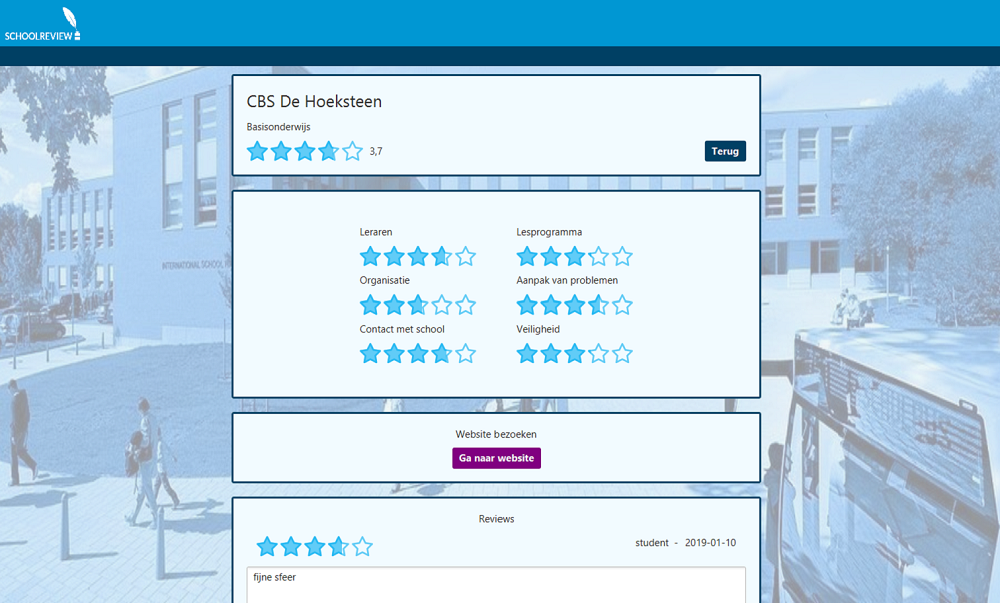 SCHOOLREVIEW
CBS De Hoeksteen
Basisonderwijs
3,7
Terug
INTERNATIONAL SCHOOL
Leraren
Lesprogramma
Organisatie
Aanpak van problemen
Contact met school
Veiligheid
Website bezoeken
Ga naar website
Reviews
student - 2019-01-10
fijne sfeer